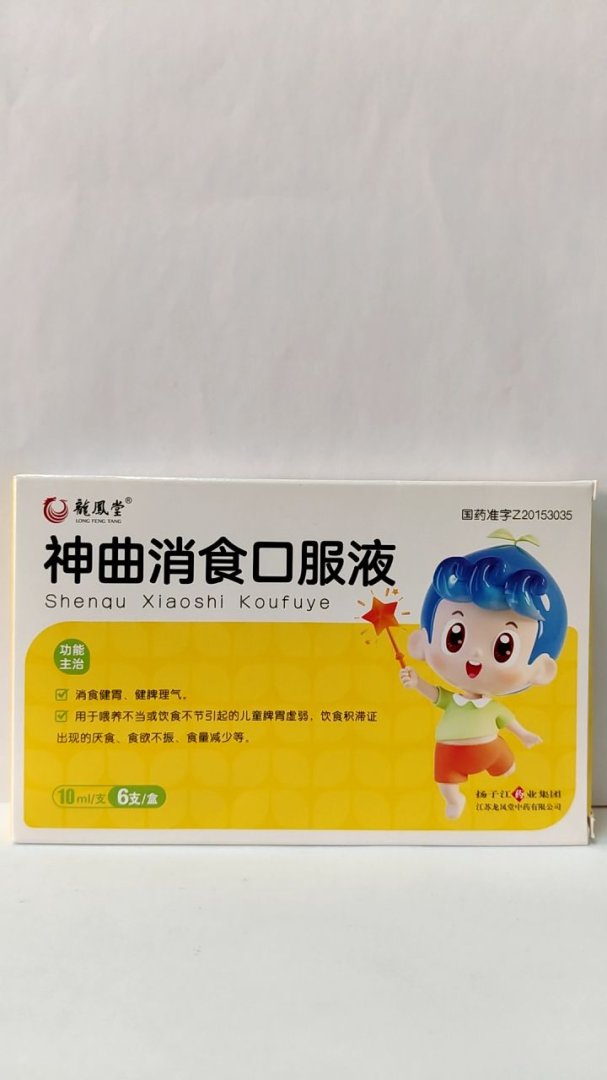 龍鳳堂®
LONG FENG TANG
国药准字Z20153035
神曲消食口服液
Shenqu Xiaoshi Koufuye
功能
主治
消食健胃、健脾理气。
用于喂养不当或饮食不节引起的儿童脾胃虚弱，饮食积滞证
出现的厌食、食欲不振、食量减少等。
10ml/支 6支/盒
扬子江药业集团
江苏龙凤堂中药有限公司